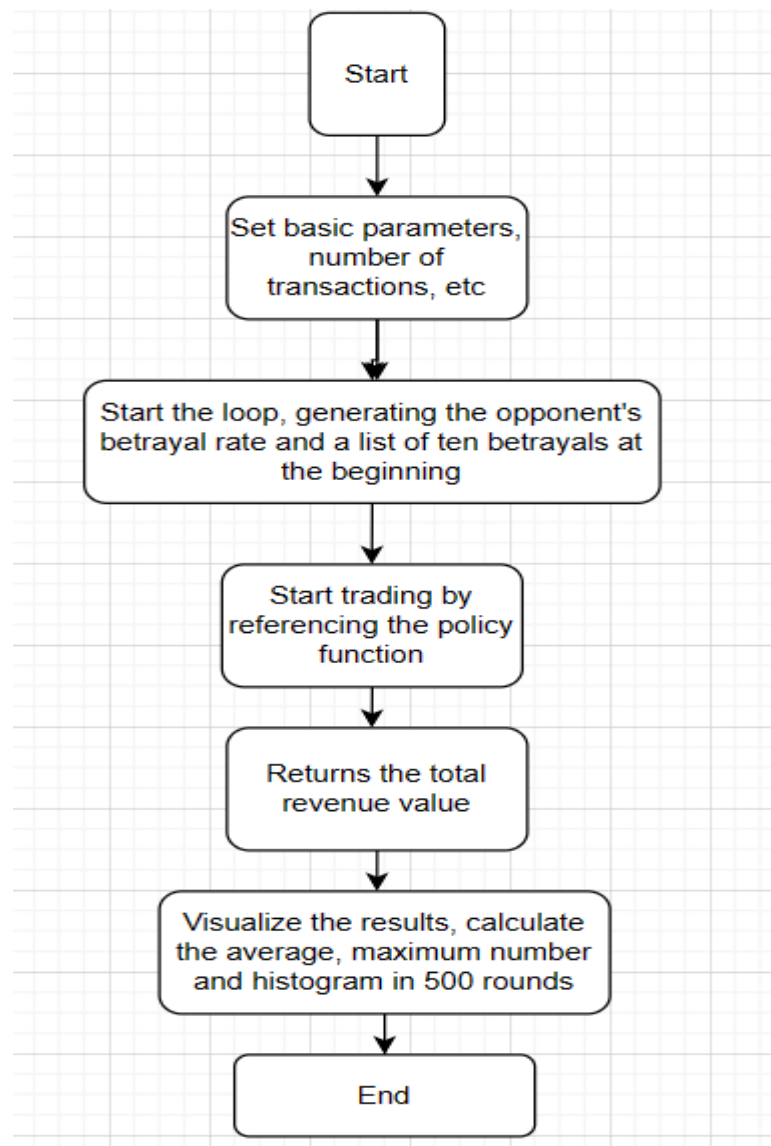 Start
Set basic parameters,
number of
transactions, etc
Start the loop, generating the opponent's
betrayal rate and a list of ten betrayals at
the beginning
Start trading by
referencing the policy
function
Returns the total
revenue value
Visualize the results, calculate
the average, maximum number
and histogram in 500 rounds
End